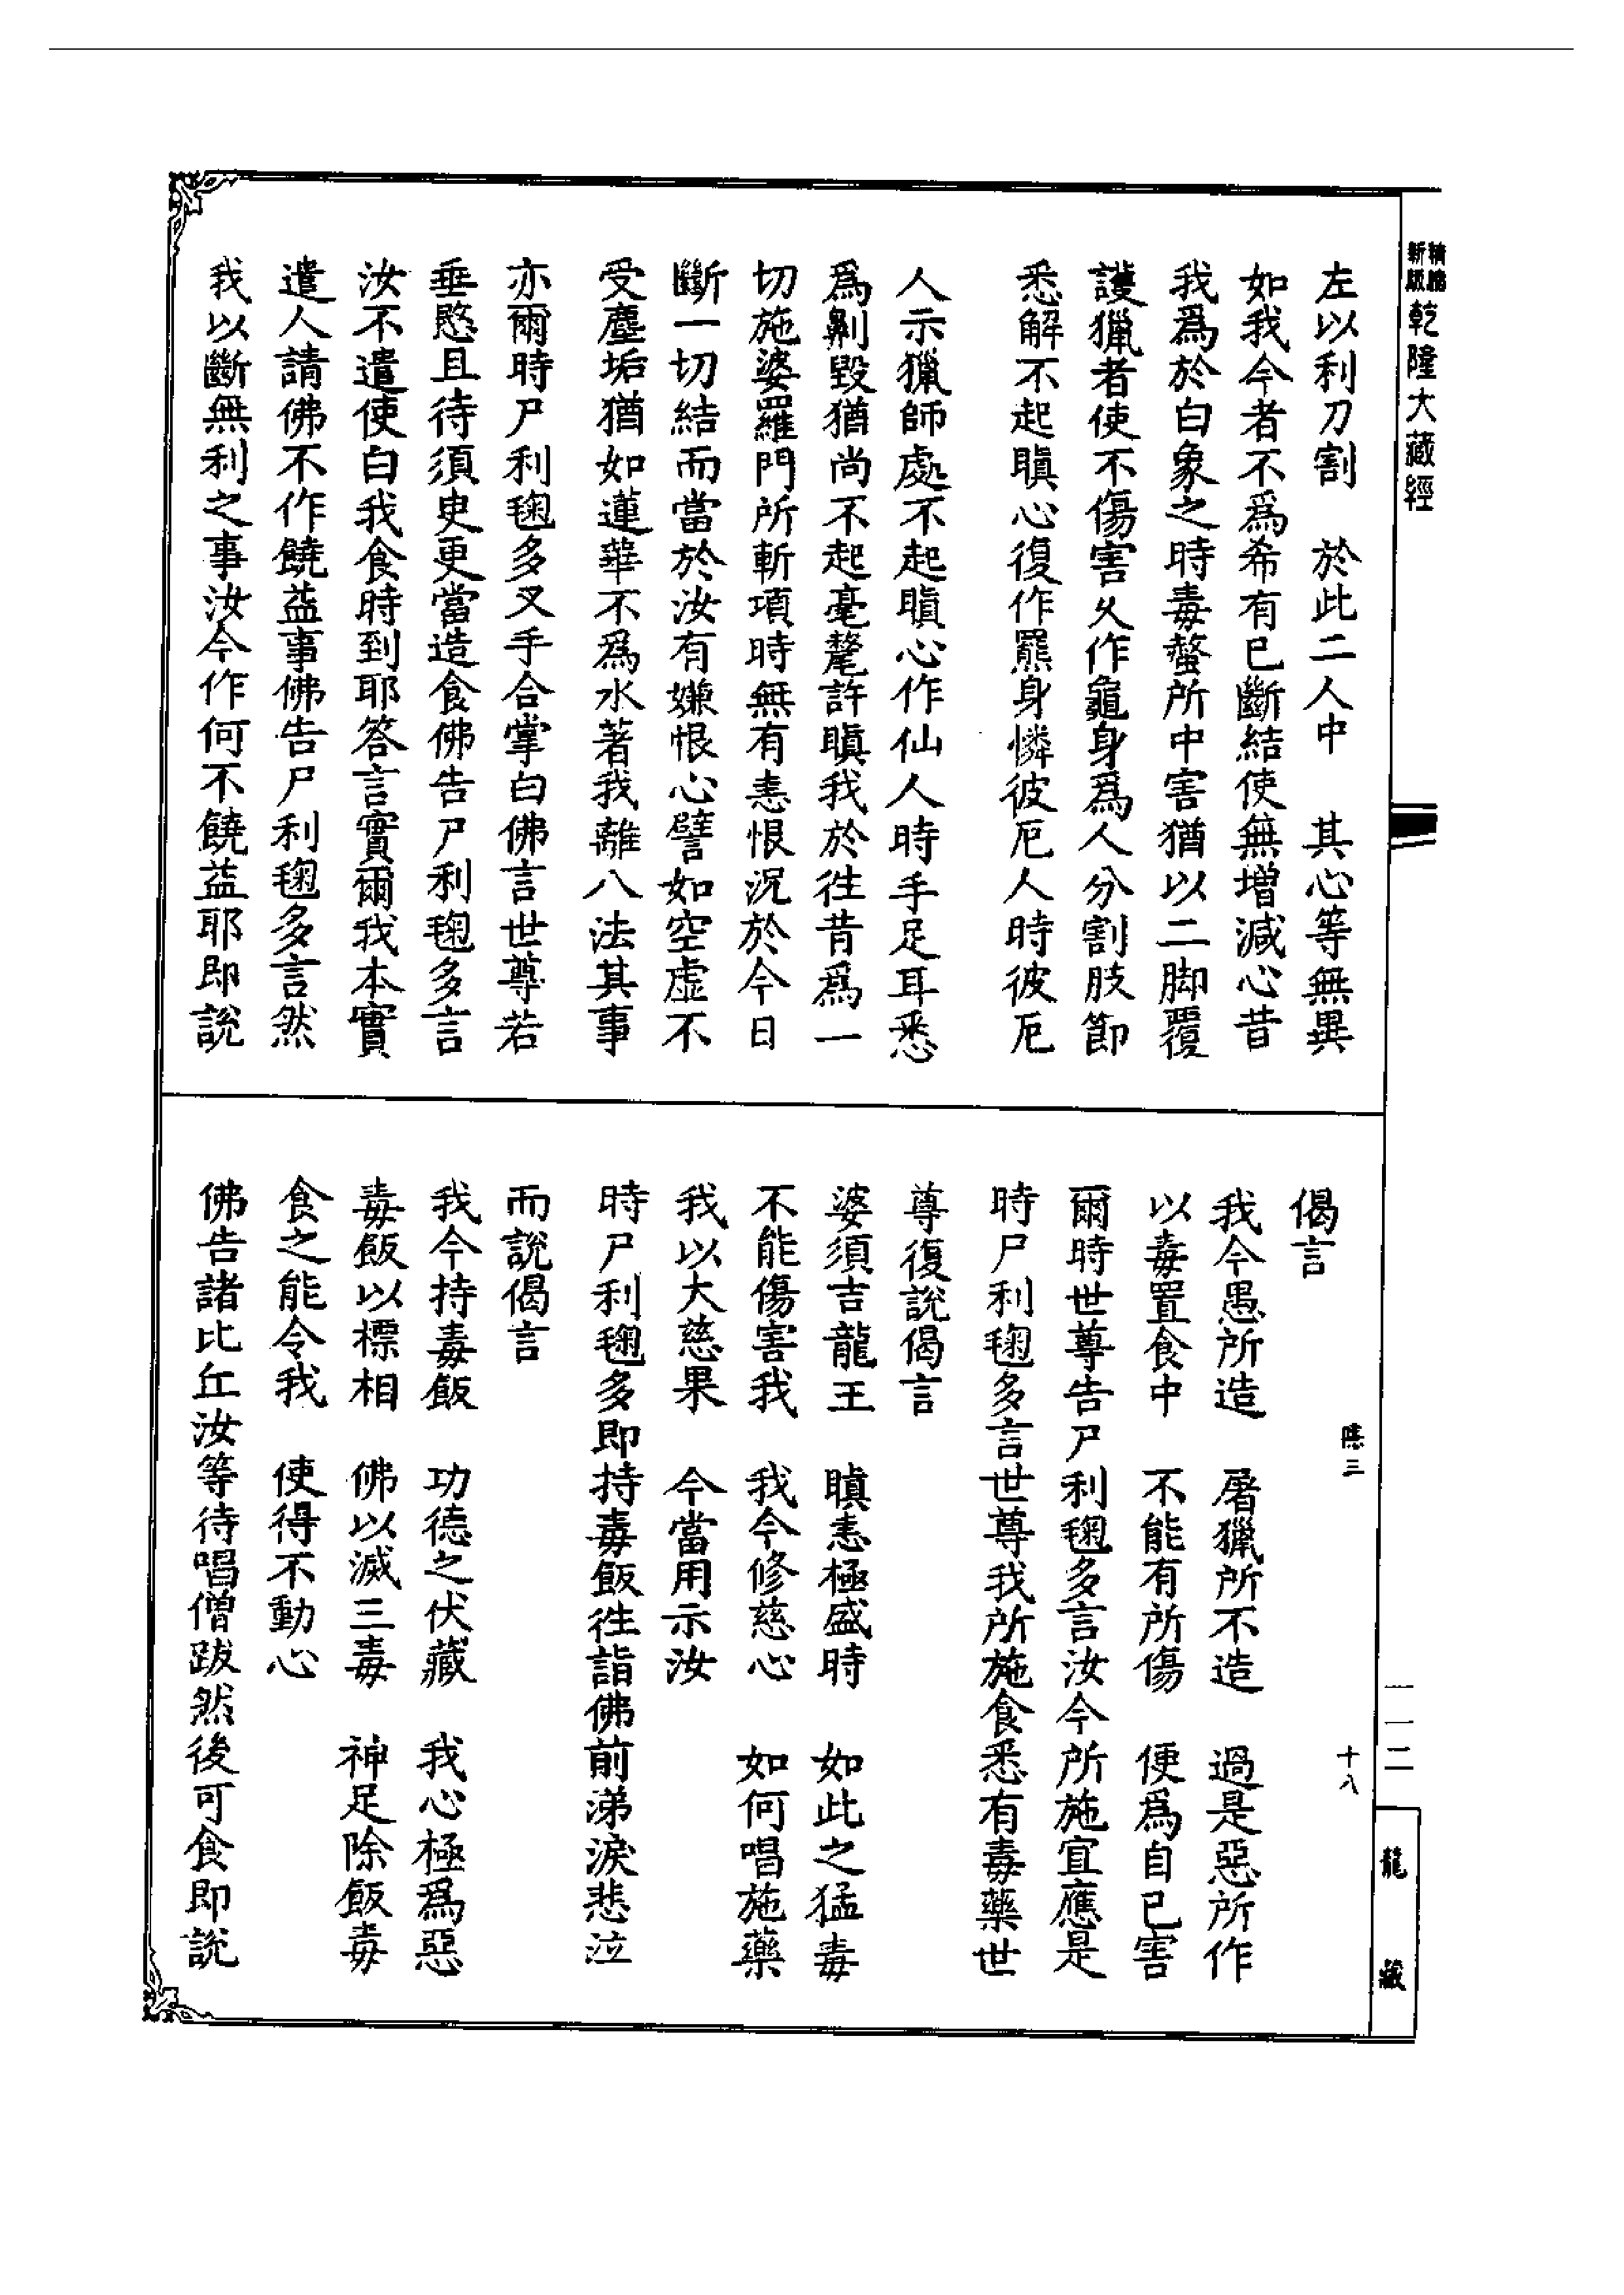 精縮新版乾隆大藏經
左以利刀割　於此二人中　其心等無異
如我今者不爲希有已斷結使無增減心昔
我爲於白象之時毒螫所中害猶以二脚覆
護獵者使不傷害又作龜身爲人分割肢節
悉解不起瞋心復作羆身憐彼厄人時彼厄
人示獵師處不起瞋心作仙人時手足耳悉
爲劓毀猶尚不起毫氂許瞋我於往昔爲一
切施婆羅門所斬項時無有恚恨況於今日
斷一切結而當於汝有嫌恨心譬如空虛不
受塵垢猶如蓮華不爲水著我離八法其事
亦爾時尸利毱多叉手合掌白佛言世尊若
垂愍且待須臾更當造食佛告尸利毱多言
汝不遣使白我食時到耶答言實爾我本實
遣人請佛不作饒益事佛告尸利毱多言然
我以斷無利之事汝今作何不饒益耶即說
偈言
我今愚所造　屠獵所不造　過是惡所作
以毒置食中　不能有所傷　便爲自己害
爾時世尊告尸利毱多言汝今所施宜應是
時尸利毱多言世尊我所施食悉有毒藥世
尊復說偈言
婆須吉龍王　瞋恚極盛時　如此之猛毒
不能傷害我　我今修慈心　如何唱施藥
我以大慈果　今當用示汝
時尸利毱多即持毒飯往詣佛前涕淚悲泣
而說偈言
我今持毒飯　功德之伏藏　我心極爲惡
毒飯以標相　佛以滅三毒　神足除飯毒
食之能令我　使得不動心
佛告諸比丘汝等待唱僧跋然後可食即說
三
十八
一一二
龍藏